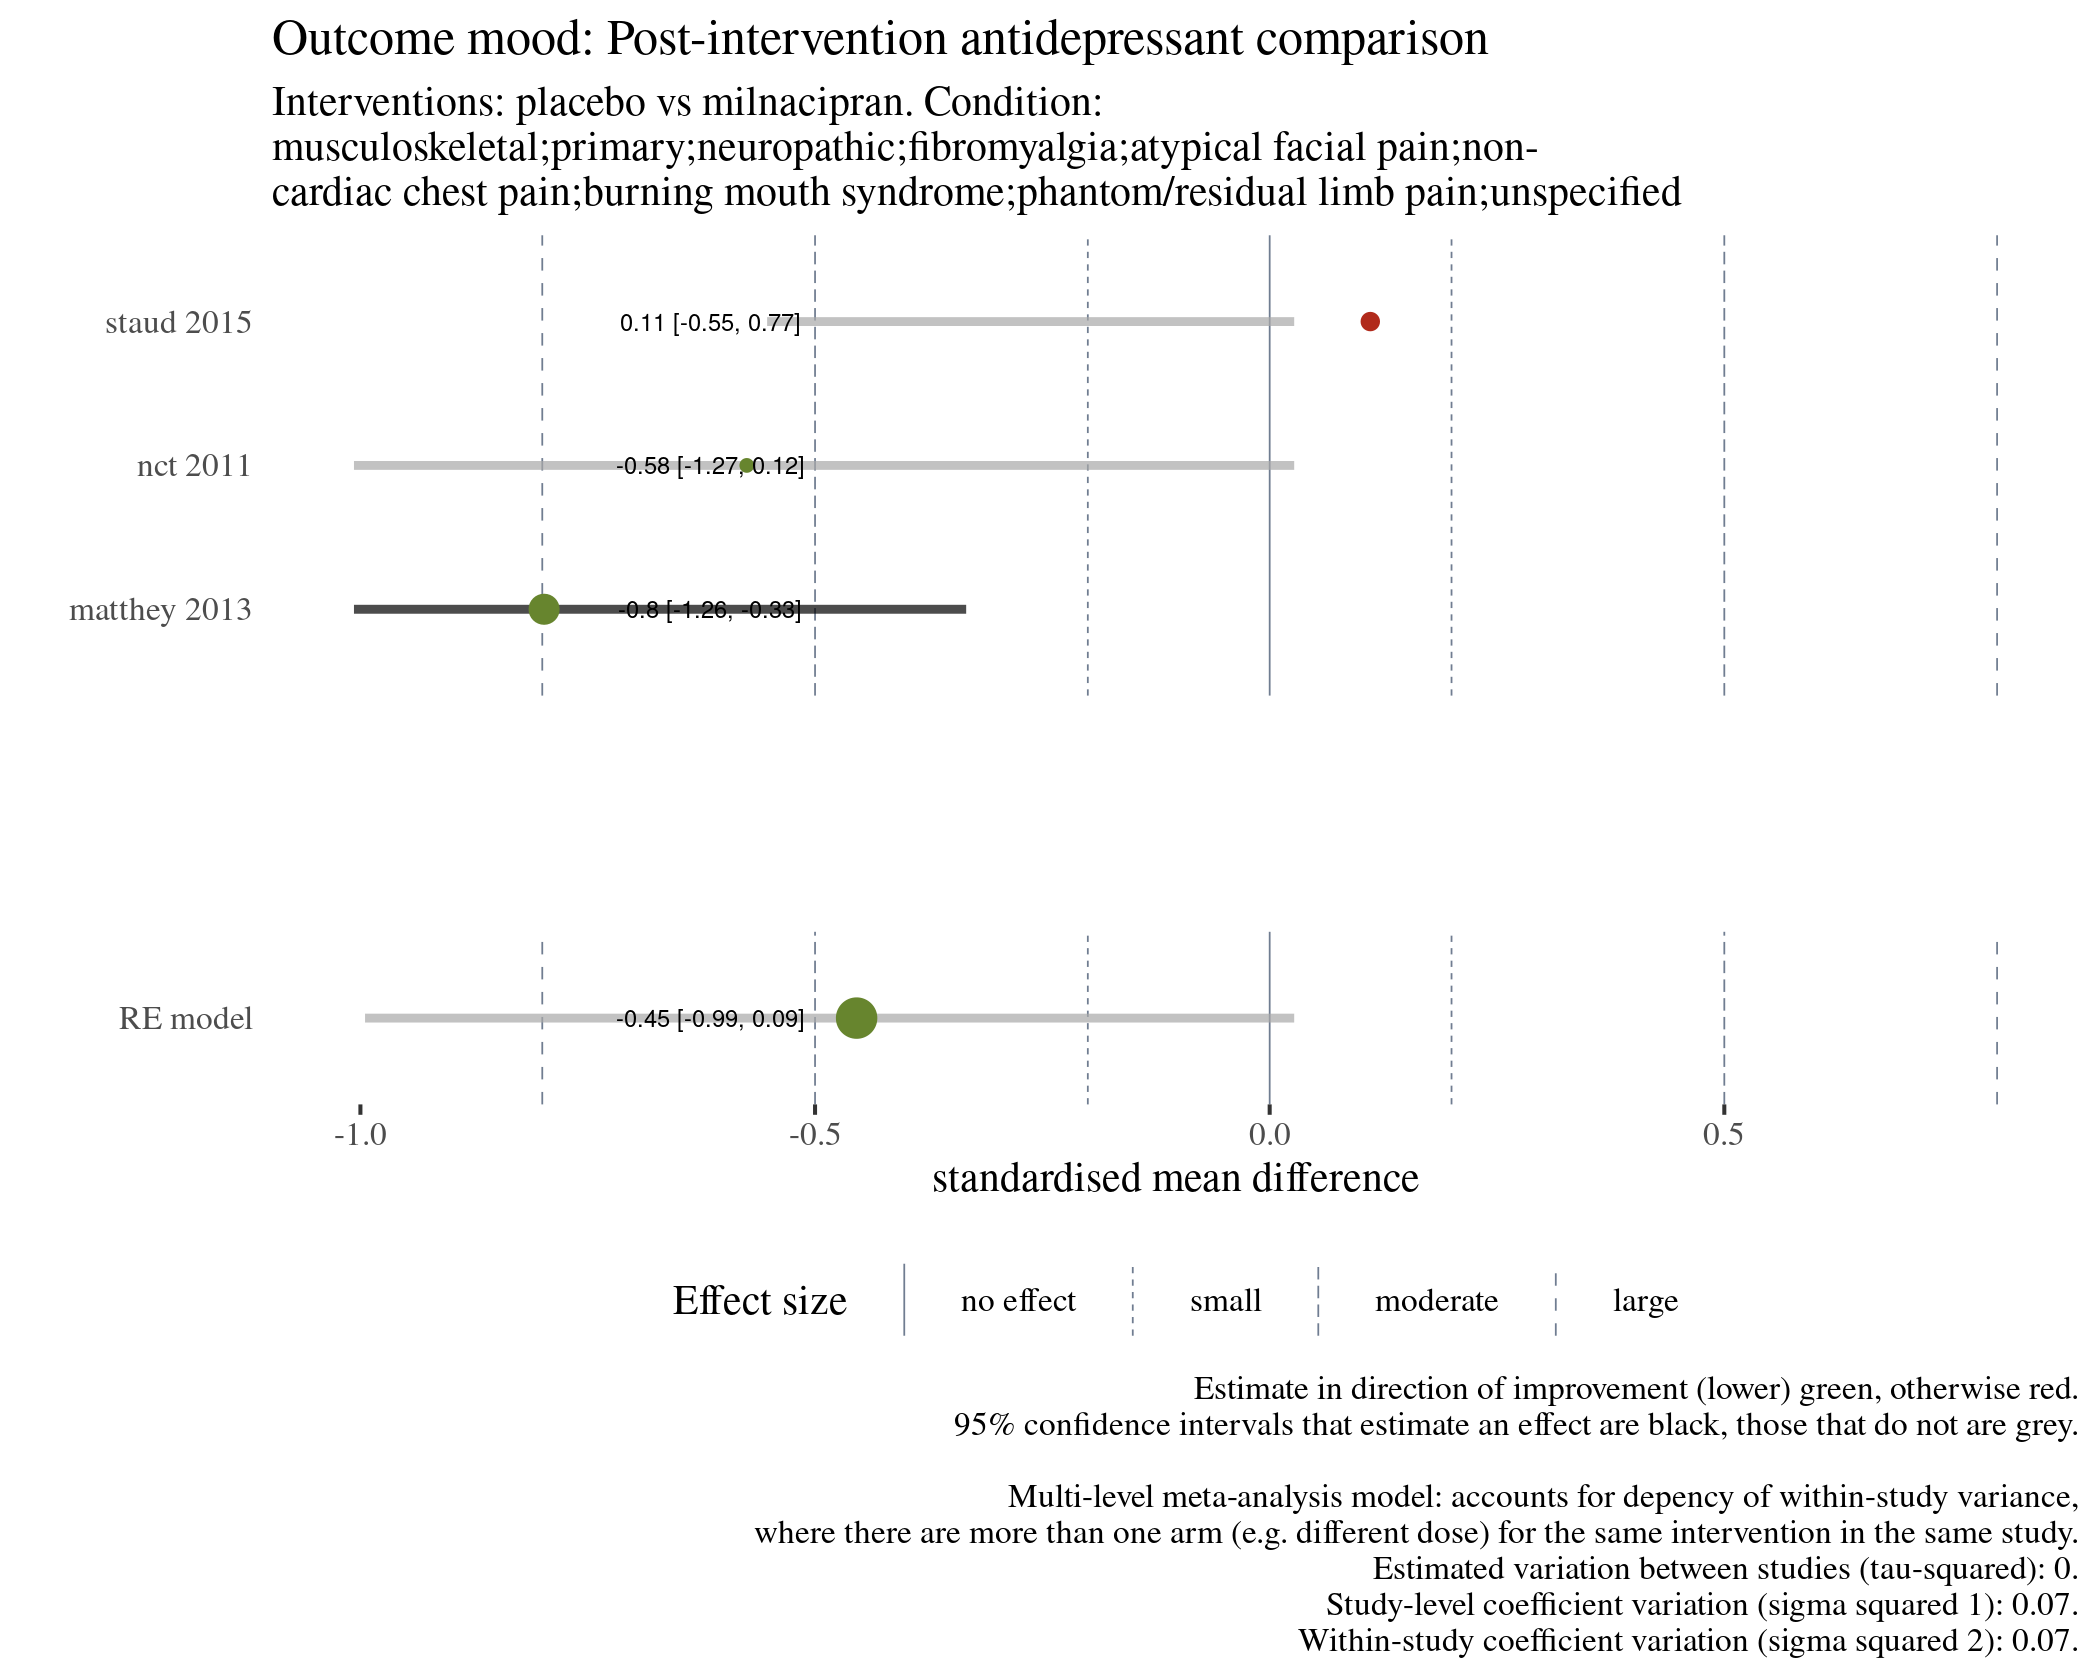 Outcome mood: Post-intervention antidepressant comparison
Interventions: placebo vs milnacipran. Condition:
musculoskeletal;primary;neuropathic;fibromyalgia;atypical facial pain;non-
cardiac chest pain;burning mouth syndrome;phantom/residual limb pain;unspecified
staud 2015
0.11 [-0.55, 0.77]
nct 2011
-0.58 [-1.27, 0.12]
matthey 2013
-0.8 [-1.26, -0.33]
RE model
-0.45 [-0.99, 0.09]
-1.0
-0.5
0.0
0.5
standardised mean difference
Effect size
no effect
small
moderate
large
Estimate in direction of improvement (lower) green, otherwise red.
95% confidence intervals that estimate an effect are black, those that do not are grey.
Multi-level meta-analysis model: accounts for depency of within-study variance,
where there are more than one arm (e.g. different dose) for the same intervention in the same study.
Estimated variation between studies (tau-squared): 0.
Study-level coefficient variation (sigma squared 1): 0.07.
Within-study coefficient variation (sigma squared 2): 0.07.